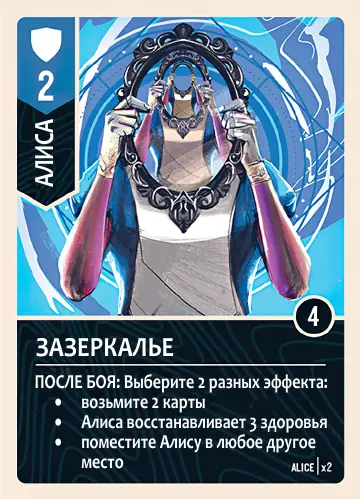 2
АЛИСА
4
ЗАЗЕРКАЛЬЕ
ПОСЛЕ БОЯ: Выберите 2 разных эффекта:
• возьмите 2 карты
• Алиса восстанавливает 3 здоровья
• поместите Алису в любое другое
место
ALICE | x2